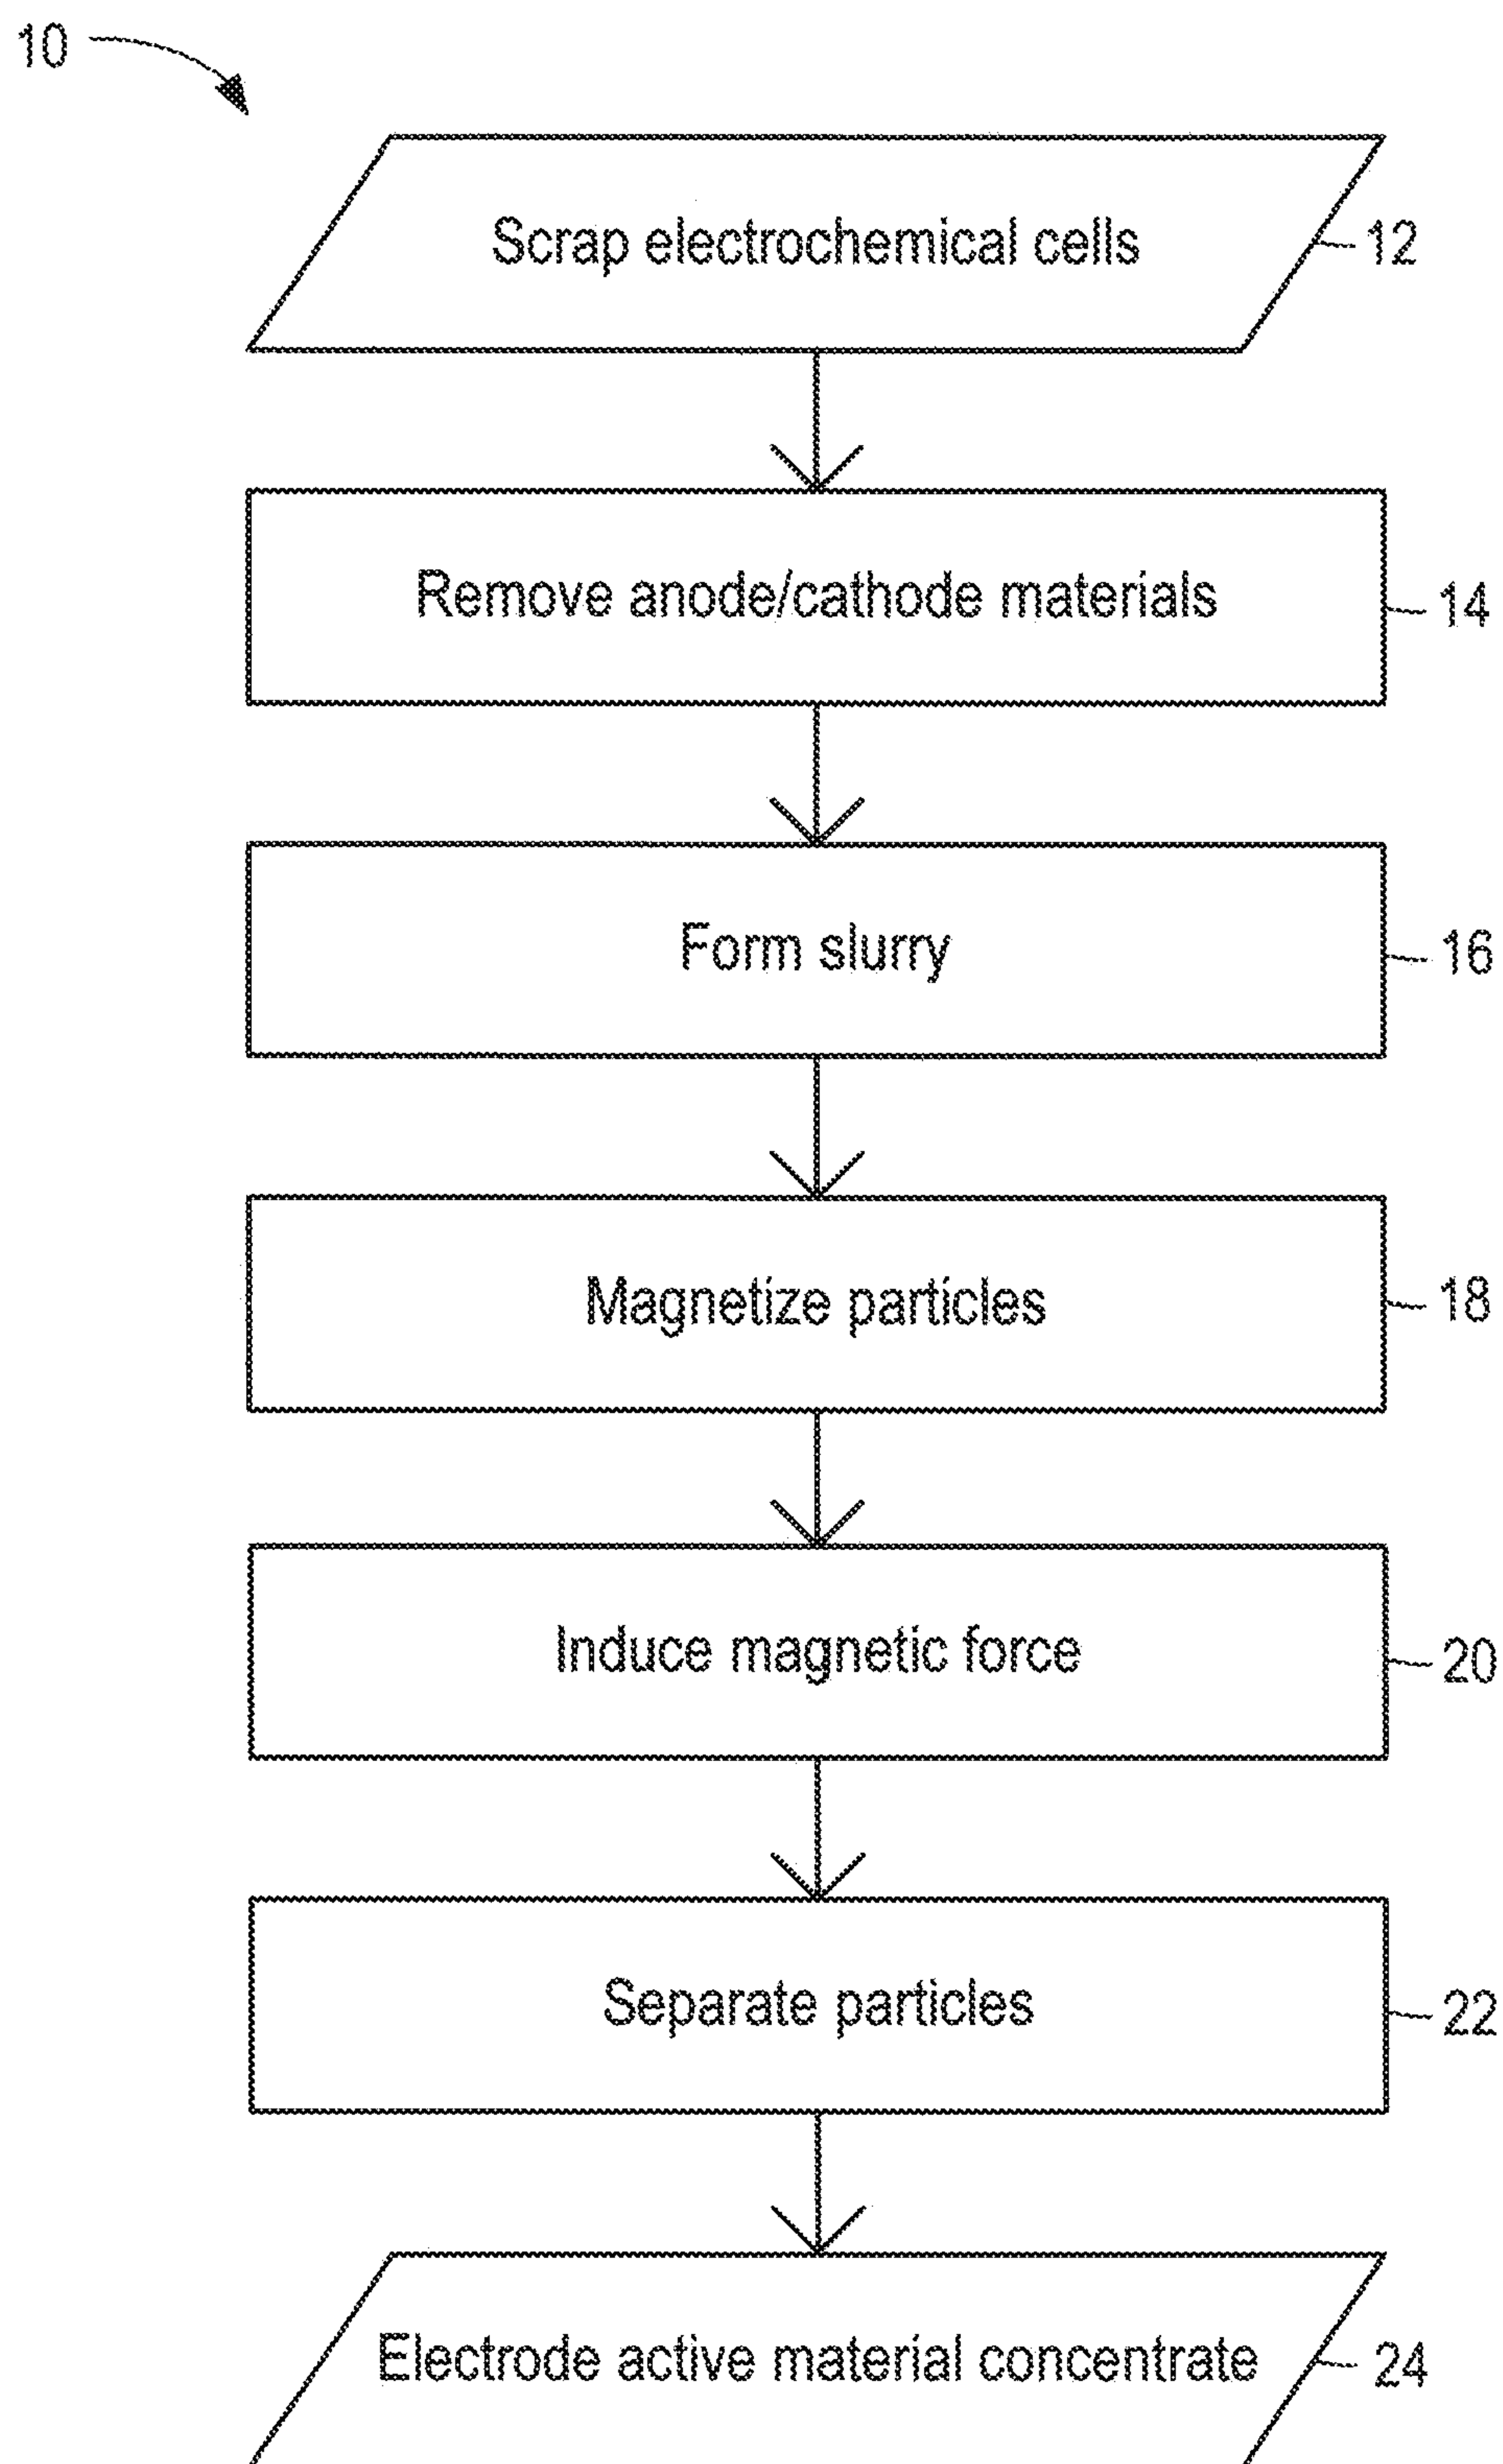 10
Scrap electrochemical cells
12
Remove anode/cathode materials
14
Form slurry
16
Magnetize particles
18
Induce magnetic force
20
Separate particles
22
Electrode active material concentrate
24